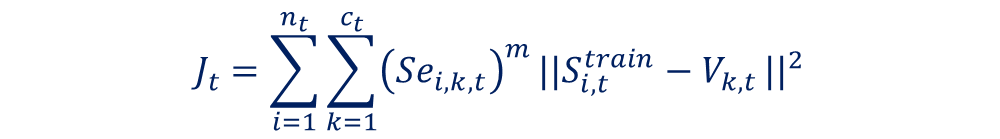 J_t = \sum_{i=1}^{n_t} \sum_{k=1}^{c_t} (Se_{i,k,t})^m ||S_{i,t}^{train} - V_{k,t}||^2